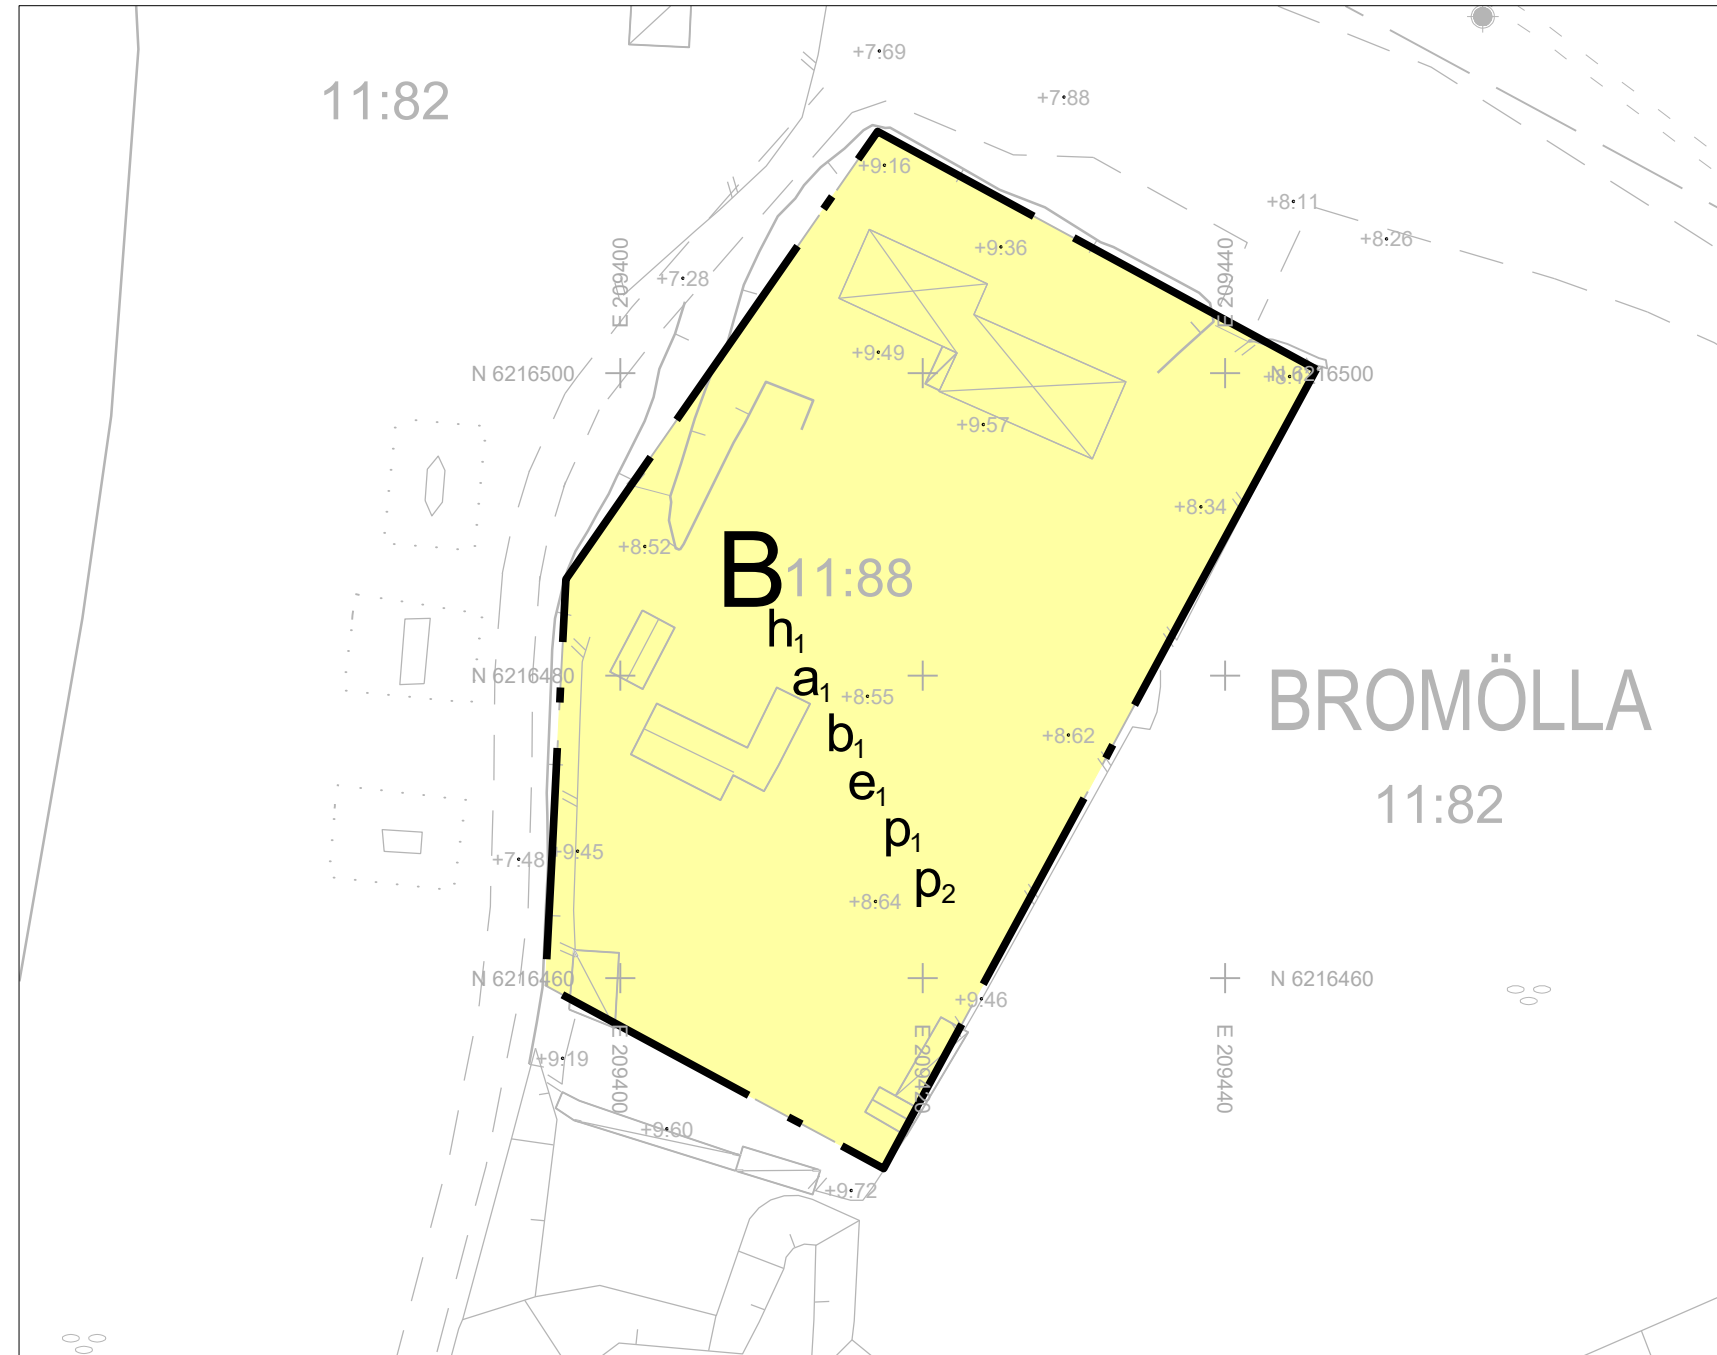 +7.69
11:82
+7.88
+9.16
+8.11
+8.26
+9.36
E 209400
E 209440
+7.28
+9.49
N 6216500
N 6216500
+9.57
+8.34
+8.52
B
11:88
h1
N 6216480
a1
+8.55
BROMÖLLA
b1
+8.62
e1
11:82
p1
+7.48
+9.45
p2
+8.64
N 6216460
N 6216460
+9.46
+9.19
E 209400
E 209420
E 209440
+9.60
+9.72